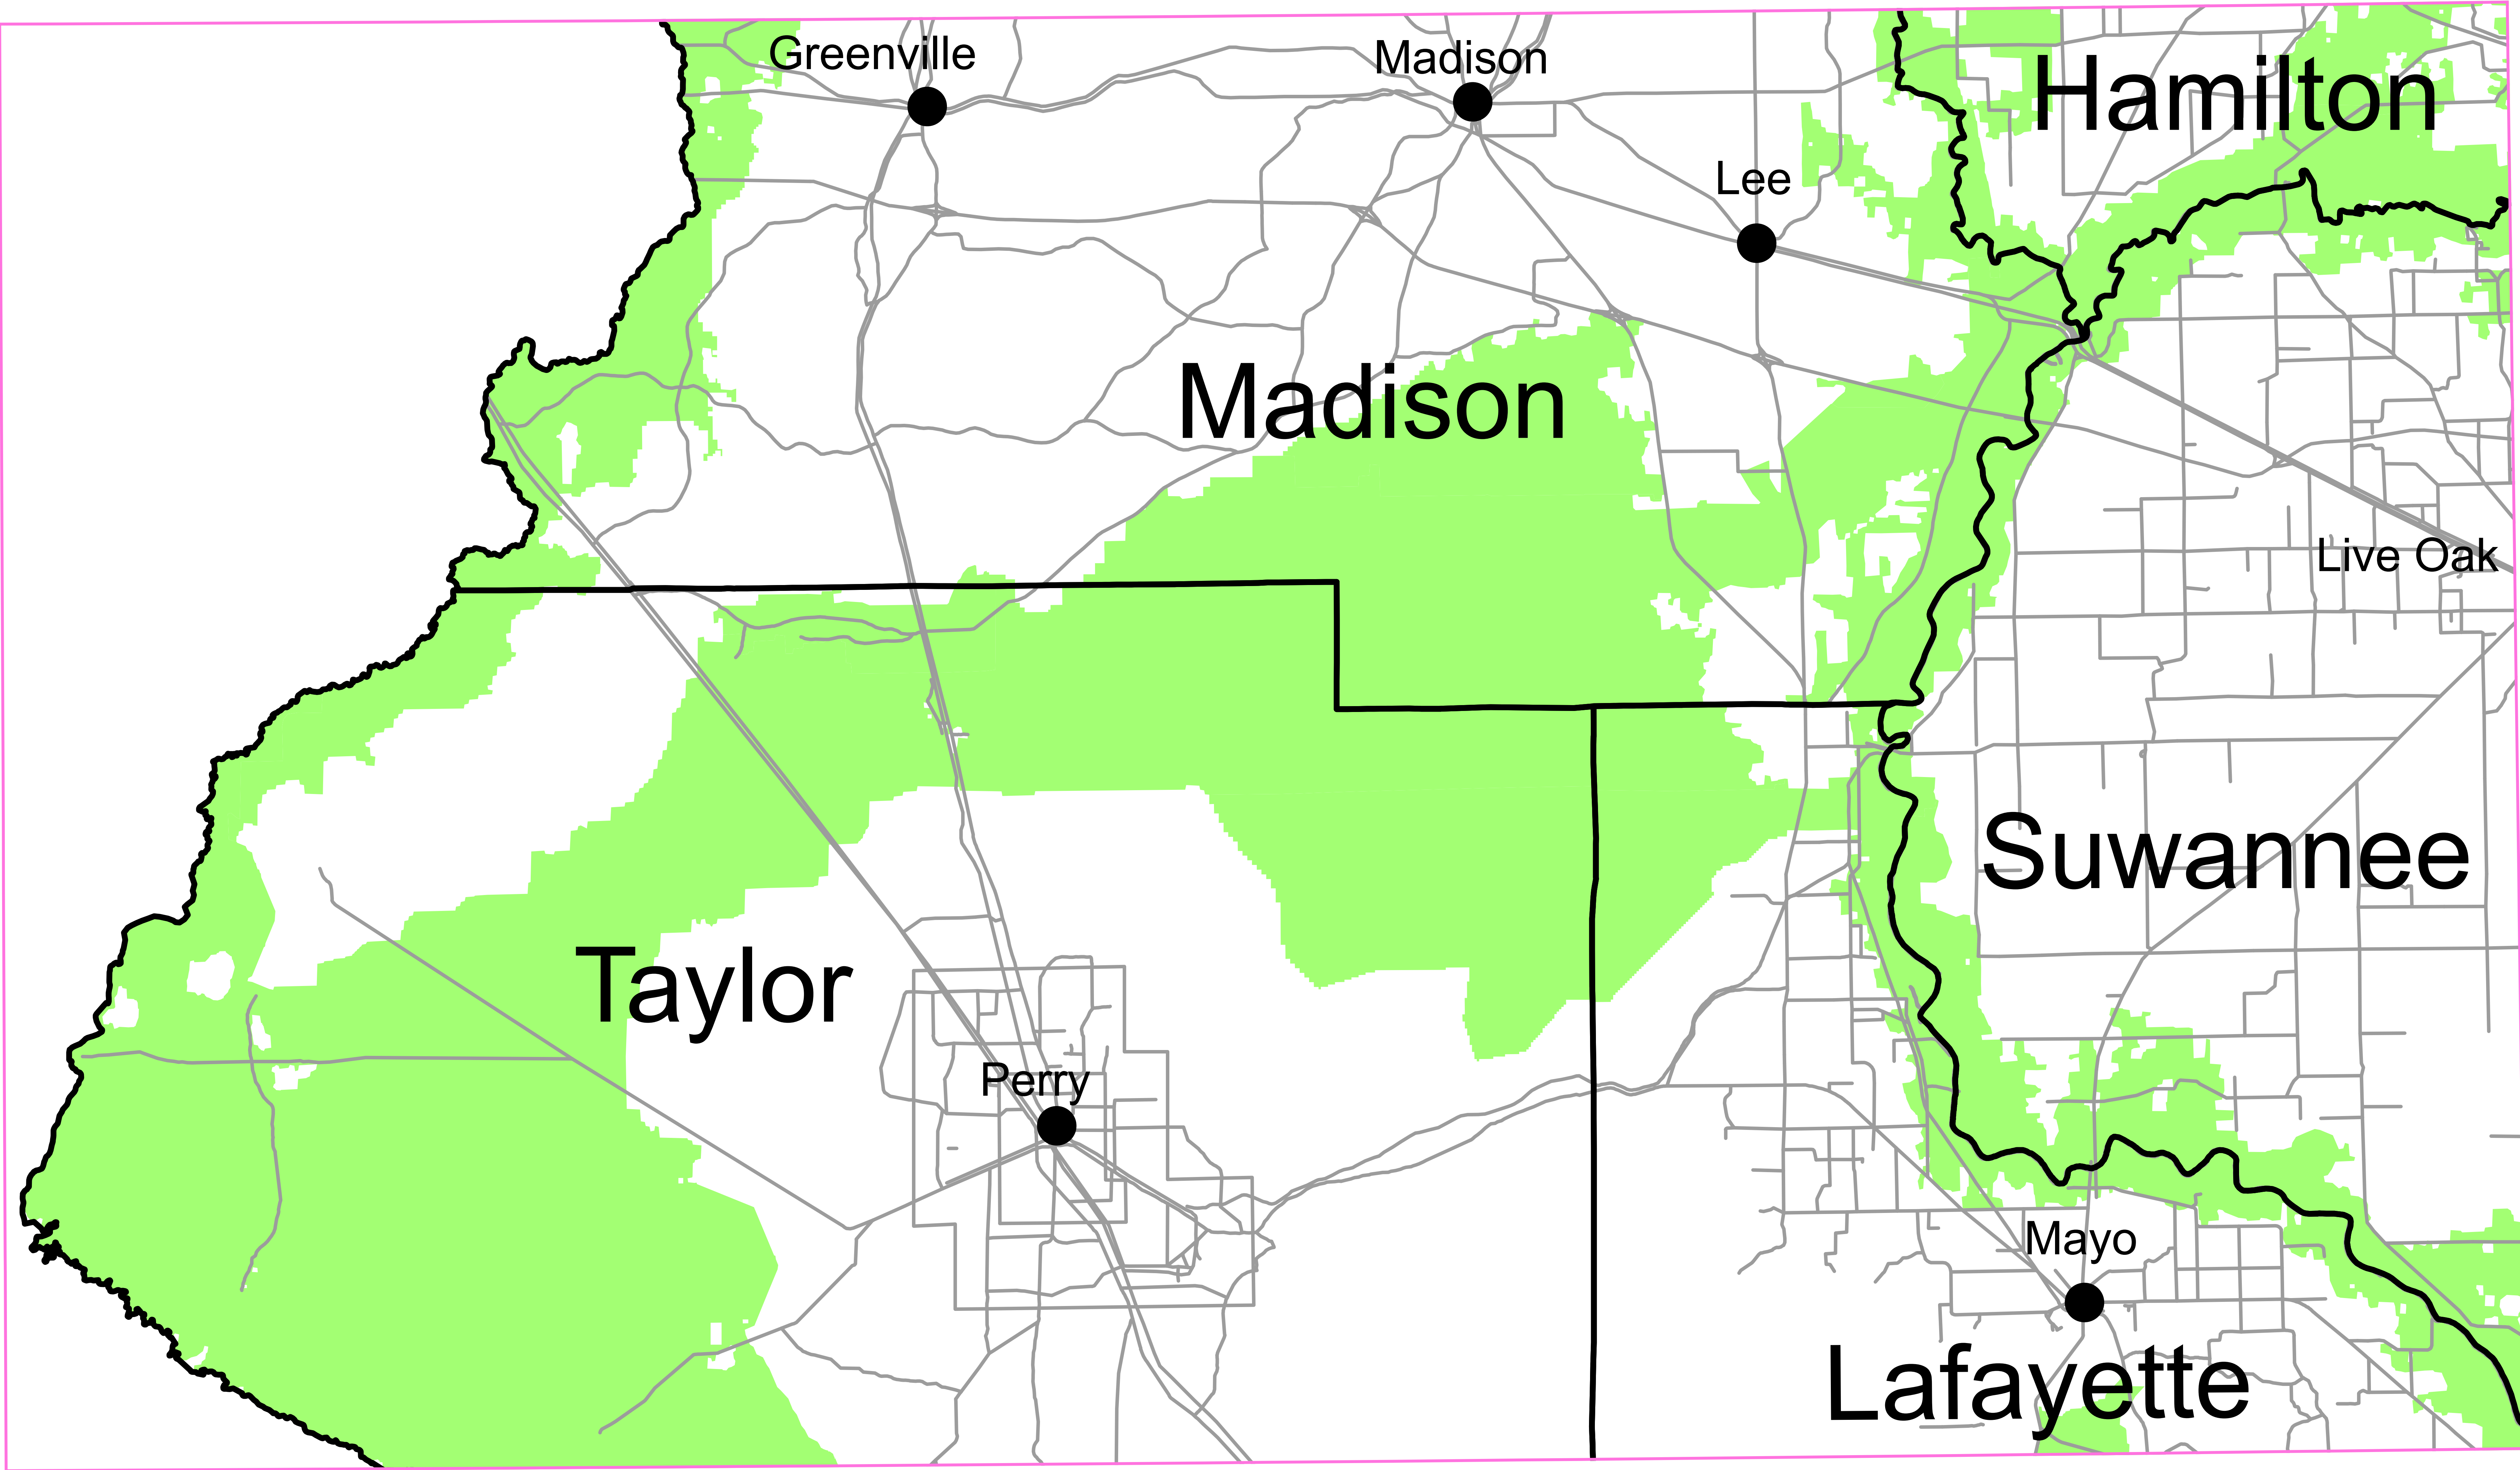 Greenville
Madison
Hamilton
Lee
Madison
Live Oak
Suwannee
Taylor
Perry
Mayo
Lafayette